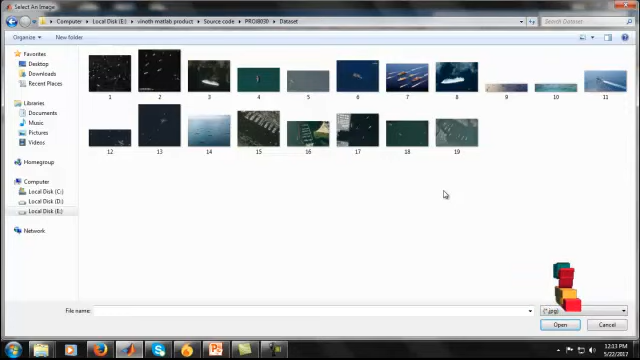 Select An Image
Computer ▸ Local Disk (E:) ▸ vinoth matlab product ▸ Source code ▸ PROJ8030 ▸ Dataset
Search Dataset
Organize New folder
Favorites
Desktop
Downloads
Recent Places
Libraries
Documents
Music
Pictures
Videos
Homegroup
Computer
Local Disk (C:)
Local Disk (D:)
Local Disk (E:)
Network
1 2 3 4 5 6 7 8 9 10 11
12 13 14 15 16 17 18 19
File name:
(*.jpg)
Open Cancel
12:13 PM
5/22/2017